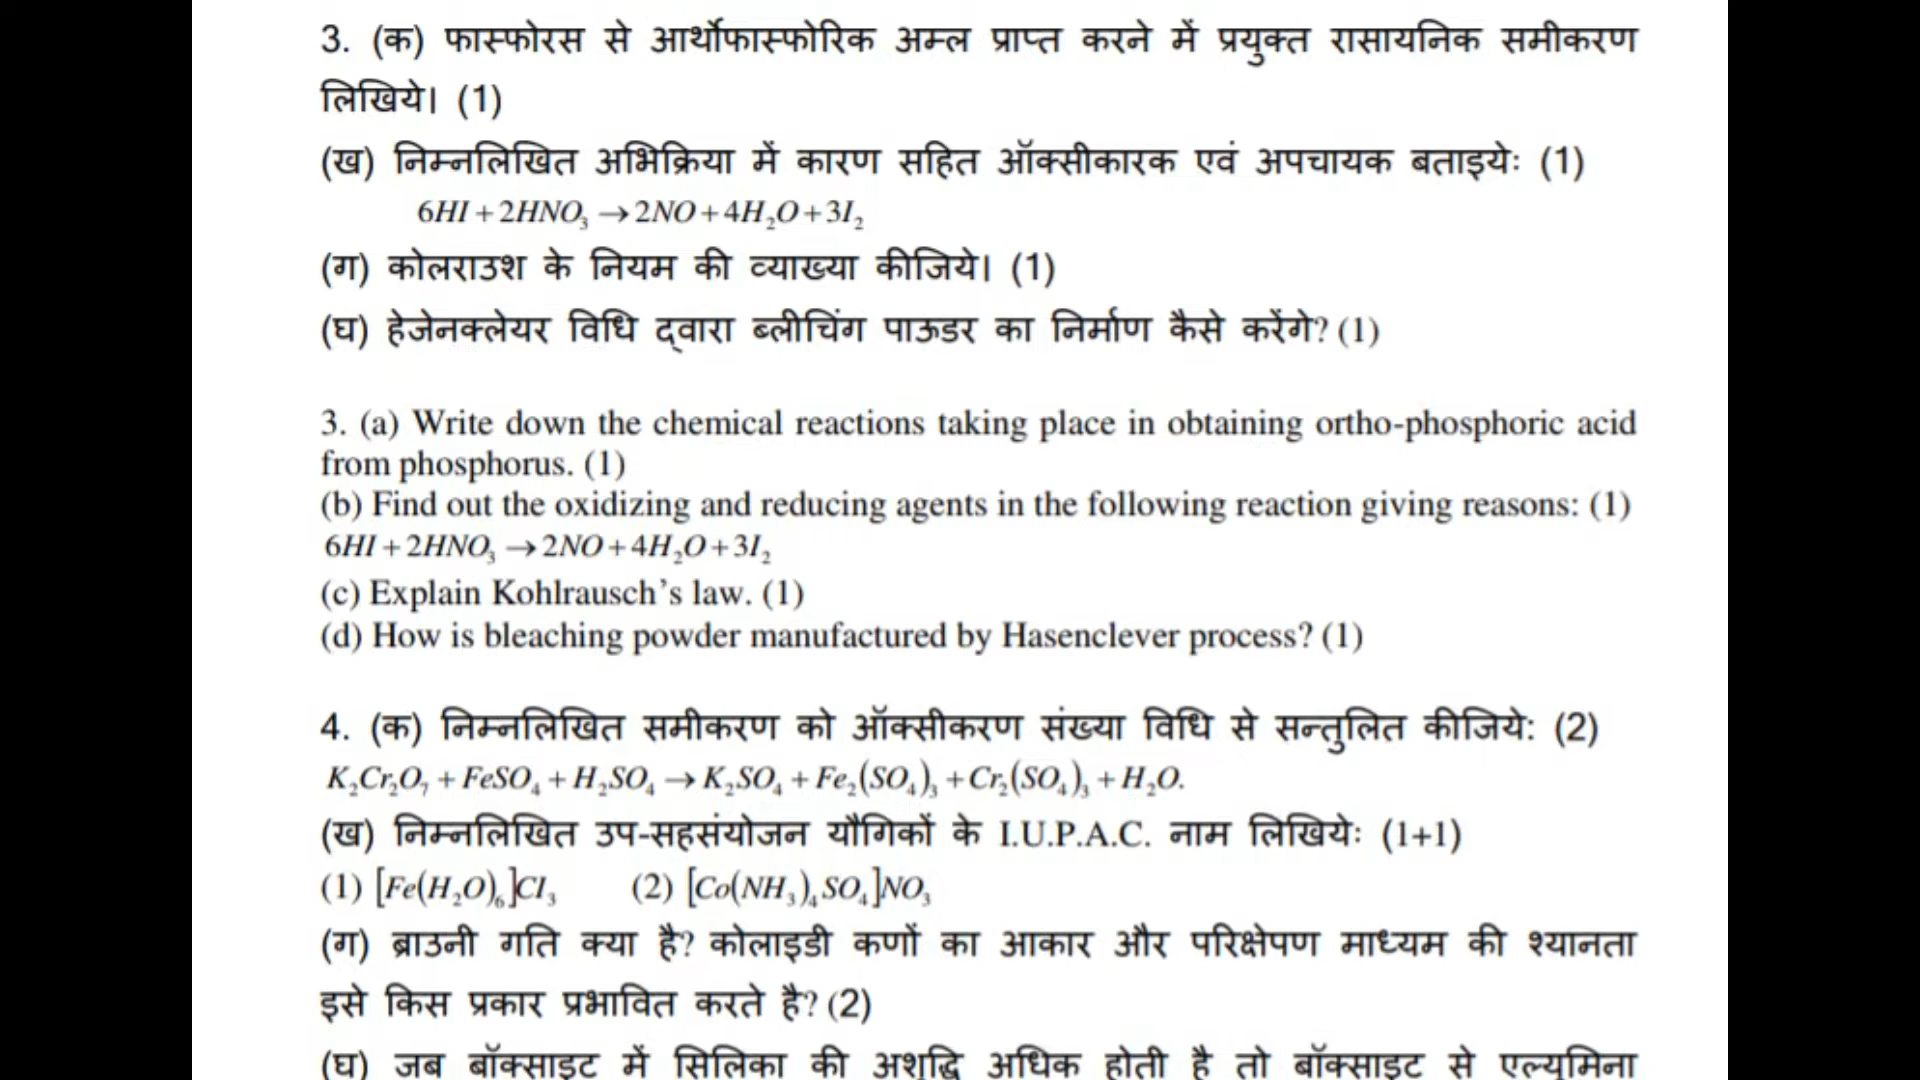 3. (क) फास्फोरस से आर्थोफास्फोरिक अम्ल प्राप्त करने में प्रयुक्त रासायनिक समीकरण
लिखिये। (1)
(ख) निम्नलिखित अभिक्रिया में कारण सहित ऑक्सीकारक एवं अपचायक बताइयेः (1)
6HI + 2HNO₃ → 2NO + 4H₂O + 3I₂
(ग) कोलराउश के नियम की व्याख्या कीजिये। (1)
(घ) हेजेनक्लेयर विधि द्वारा ब्लीचिंग पाऊडर का निर्माण कैसे करेंगे? (1)
3. (a) Write down the chemical reactions taking place in obtaining ortho-phosphoric acid
from phosphorus. (1)
(b) Find out the oxidizing and reducing agents in the following reaction giving reasons: (1)
6HI + 2HNO₃ → 2NO + 4H₂O + 3I₂
(c) Explain Kohlrausch’s law. (1)
(d) How is bleaching powder manufactured by Hasenclever process? (1)
4. (क) निम्नलिखित समीकरण को ऑक्सीकरण संख्या विधि से सन्तुलित कीजिये: (2)
K₂Cr₂O₇ + FeSO₄ + H₂SO₄ → K₂SO₄ + Fe₂(SO₄)₃ + Cr₂(SO₄)₃ + H₂O.
(ख) निम्नलिखित उप-सहसंयोजन यौगिकों के I.U.P.A.C. नाम लिखियेः (1+1)
(1) [Fe(H₂O)₆]CI₃ (2) [Co(NH₃)₄SO₄]NO₃
(ग) ब्राउनी गति क्या है? कोलाइडी कणों का आकार और परिक्षेपण माध्यम की श्यानता
इसे किस प्रकार प्रभावित करते है? (2)
(घ) जब बॉक्साइट में सिलिका की अशुद्धि अधिक होती है तो बॉक्साइट से एल्युमिना